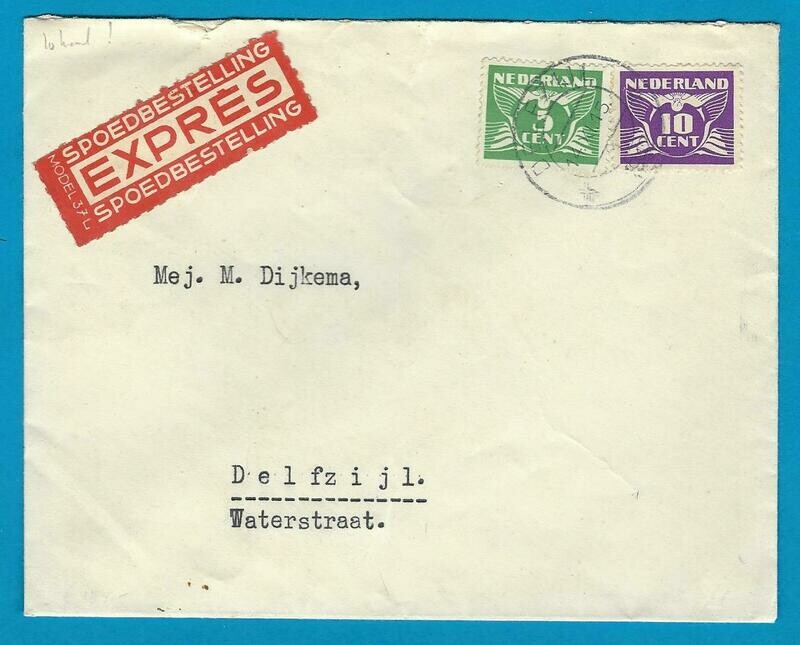 SPOEDBESTELLING
EXPRÈS
SPOEDBESTELLING
MODEL 37L
NEDERLAND
5
CENT
NEDERLAND
10
CENT
Mej. M. Dijkema,
Delfzijl.
Waterstraat.